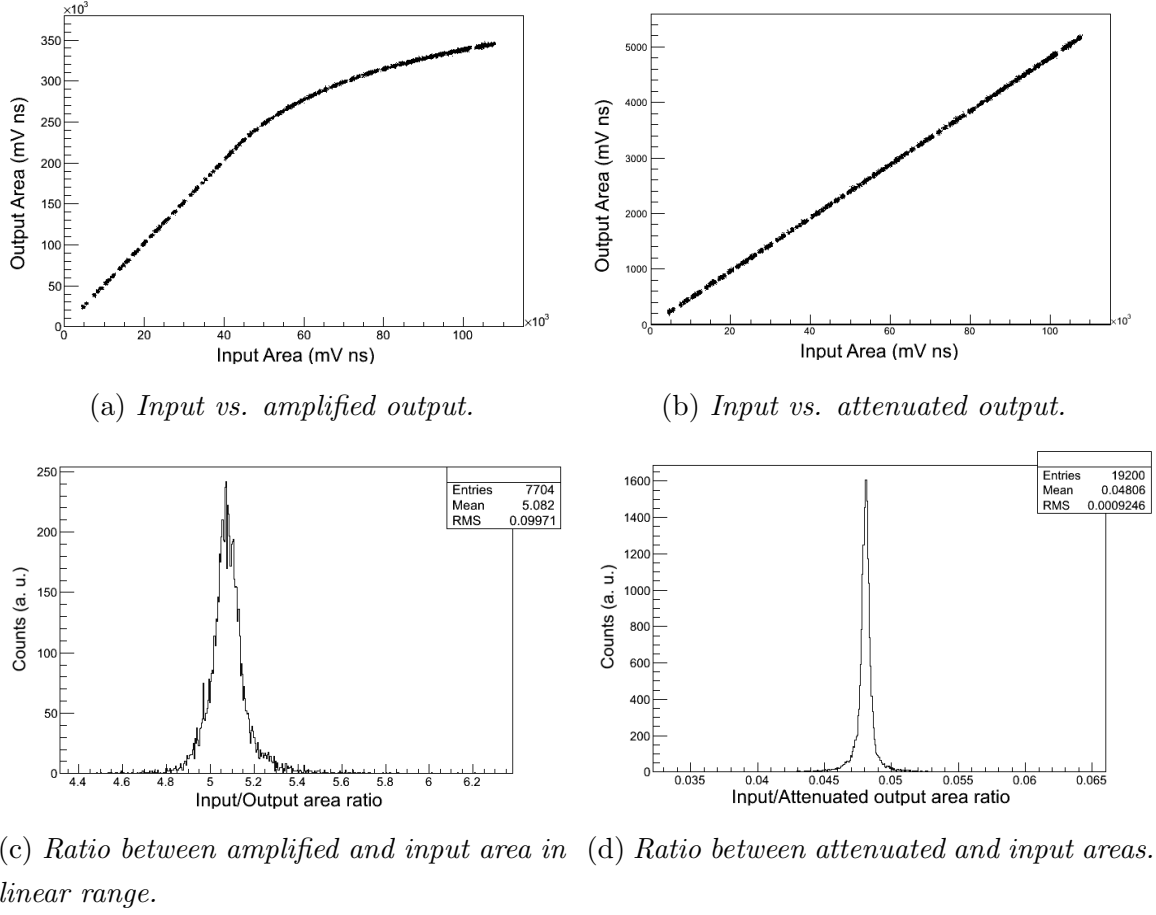 ×10³
350
300
250
200
150
100
50
0
Output Area (mV ns)
0 20 40 60 80 100
×10³
Input Area (mV ns)
5000
4000
3000
2000
1000
0
Output Area (mV ns)
0 20 40 60 80 100
×10³
Input Area (mV ns)
(a) Input vs. amplified output.
(b) Input vs. attenuated output.
250
200
150
100
50
0
Counts (a. u.)
Entries 7704
Mean 5.082
RMS 0.09971
4.4 4.6 4.8 5 5.2 5.4 5.6 5.8 6 6.2
Input/Output area ratio
1600
1400
1200
1000
800
600
400
200
0
Counts (a. u.)
Entries 19200
Mean 0.04806
RMS 0.0009246
0.035 0.04 0.045 0.05 0.055 0.06 0.065
Input/Attenuated output area ratio
(c) Ratio between amplified and input area in
linear range.
(d) Ratio between attenuated and input areas.